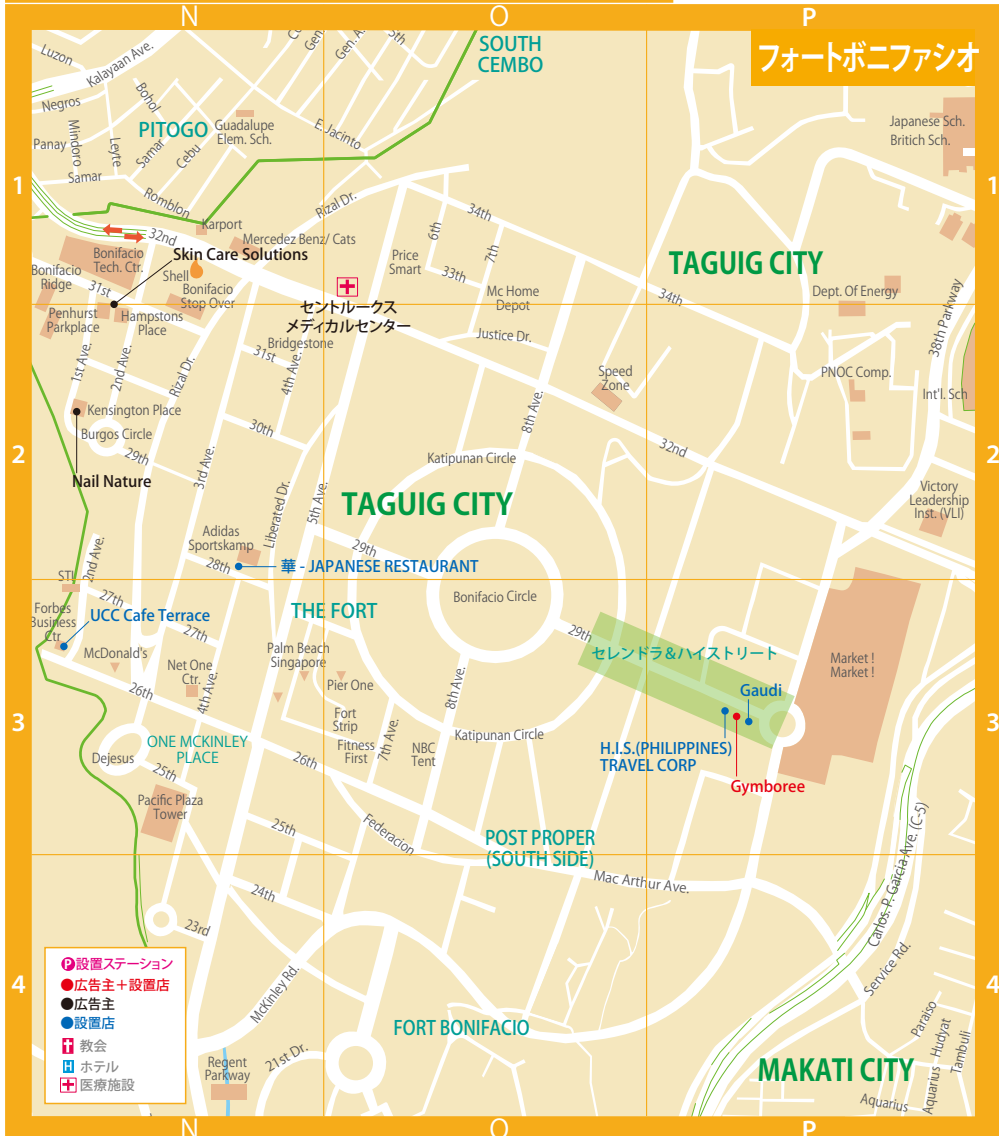 N
O
P
フォートボニファシオ
SOUTH
CEMBO
Luzon
Kalayaan Ave.
Gen.
Gen. A
5th
Negros
Bohol
PITOGO
Guadalupe
Elem. Sch.
E. Jacinto
Panay
Mindoro
Leyte
Samar
Cebu
Samar
Japanese Sch.
Britich Sch.
1
1
Romblon
Rizal Dr.
Karport
32nd
Mercedez Benz/ Cats
34th
6th
7th
Bonifacio
Tech. Ctr.
Skin Care Solutions
Price
Smart
33th
TAGUIG CITY
Bonifacio
Ridge
31st
Shell
Bonifacio
Stop Over
Mc Home
Depot
34th
Dept. Of Energy
Penhurst
Parkplace
Hampstons
Place
セントルークス
メディカルセンター
Bridgestone
Justice Dr.
38th Parkway
1st Ave.
2nd Ave.
Rizal Dr.
31st
4th Ave.
Speed
Zone
PNOC Comp.
Int'l. Sch
Kensington Place
8th Ave.
Burgos Circle
30th
32nd
2
2
29th
3rd Ave.
Katipunan Circle
Nail Nature
Liberated Dr.
5th Ave.
TAGUIG CITY
Victory
Leadership
Inst. (VLI)
Adidas
Sportskamp
2nd Ave.
28th
29th
華 - JAPANESE RESTAURANT
STI
27th
Bonifacio Circle
Forbes
Business
Ctr
UCC Cafe Terrace
THE FORT
27th
29th
McDonald's
Palm Beach
Singapore
セレンドラ&ハイストリート
Market !
Market !
Net One
Ctr.
4th Ave.
Pier One
8th Ave.
Gaudi
26th
Fort
Strip
3
3
ONE MCKINLEY
PLACE
Fitness
First
7th Ave.
NBC
Tent
Katipunan Circle
H.I.S.(PHILIPPINES)
TRAVEL CORP
Dejesus
25th
26th
Gymboree
Pacific Plaza
Tower
25th
Federacion
POST PROPER
(SOUTH SIDE)
Carlos. P. Garcia Ave. (C-5)
Mac Arthur Ave.
24th
23rd
Service Rd.
P設置ステーション
広告主+設置店
広告主
設置店
教会
H ホテル
医療施設
4
4
McKinley Rd.
FORT BONIFACIO
Paraiso
Hudyat
Tambuli
Regent
Parkway
21st Dr.
MAKATI CITY
Aquarius
Aquarius
N
O
P